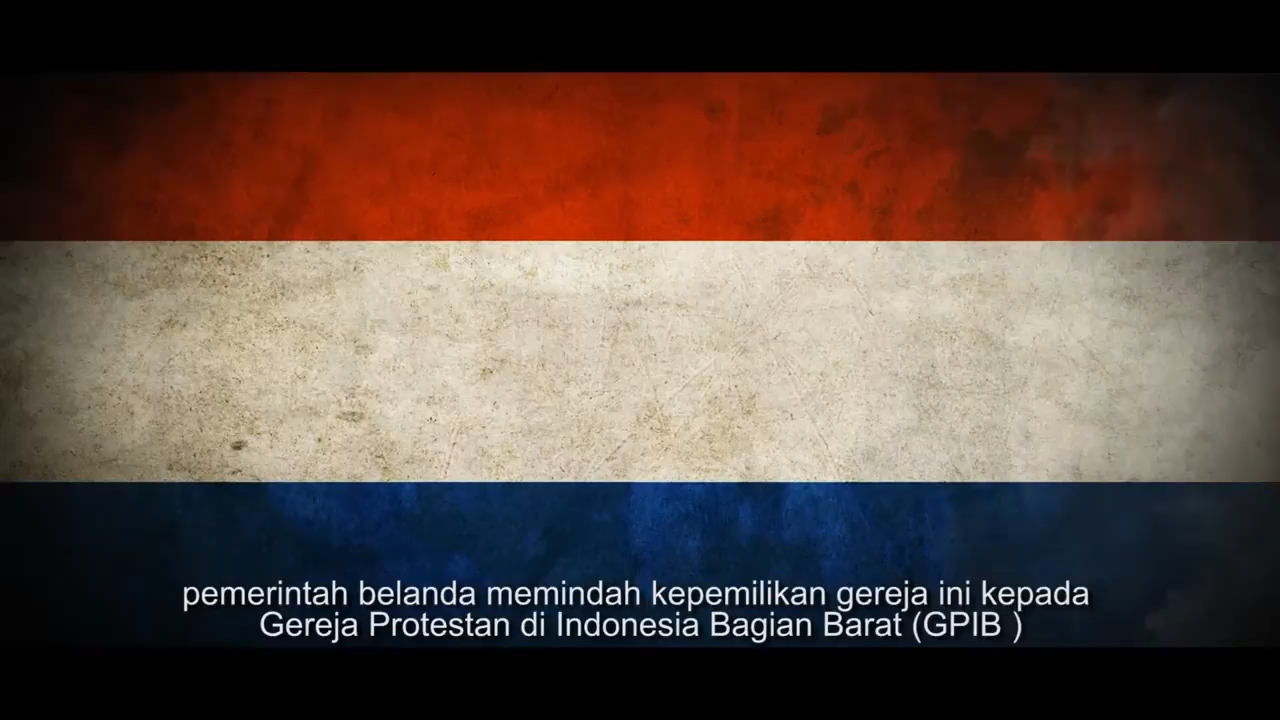 pemerintah belanda memindah kepemilikan gereja ini kepada
Gereja Protestan di Indonesia Bagian Barat (GPIB )